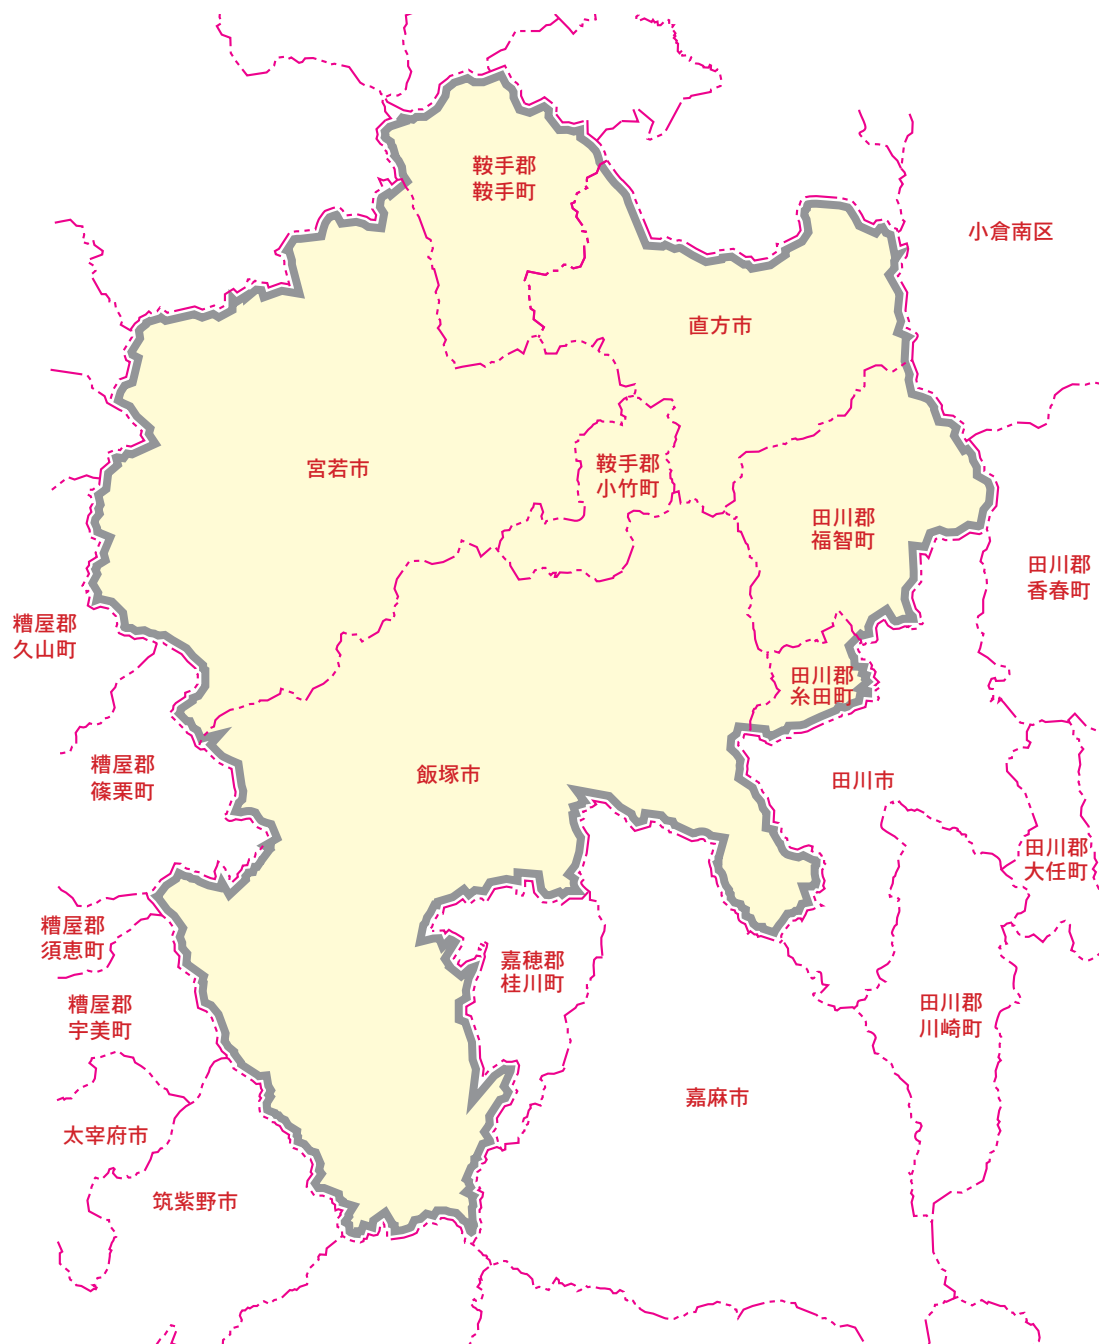 鞍手郡
鞍手町
小倉南区
直方市
宮若市
鞍手郡
小竹町
田川郡
福智町
田川郡
香春町
糟屋郡
久山町
田川郡
糸田町
糟屋郡
篠栗町
飯塚市
田川市
田川郡
大任町
糟屋郡
須恵町
嘉穂郡
桂川町
糟屋郡
宇美町
田川郡
川崎町
嘉麻市
太宰府市
筑紫野市